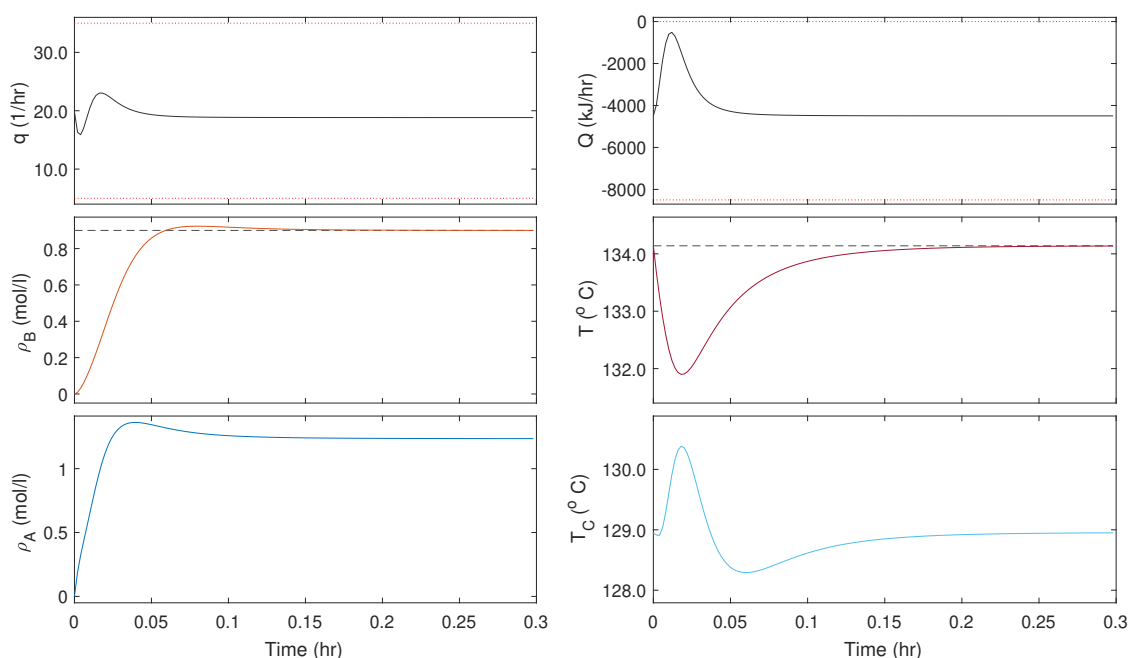 30.0
20.0
10.0
q (1/hr)
0.8
0.6
0.4
0.2
0
ρ_B (mol/l)
1
0.5
0
ρ_A (mol/l)
0 0.05 0.1 0.15 0.2 0.25 0.3
Time (hr)
0
-2000
-4000
-6000
-8000
Q (kJ/hr)
134.0
133.0
132.0
T (° C)
130.0
129.0
128.0
T_C (° C)
0 0.05 0.1 0.15 0.2 0.25 0.3
Time (hr)